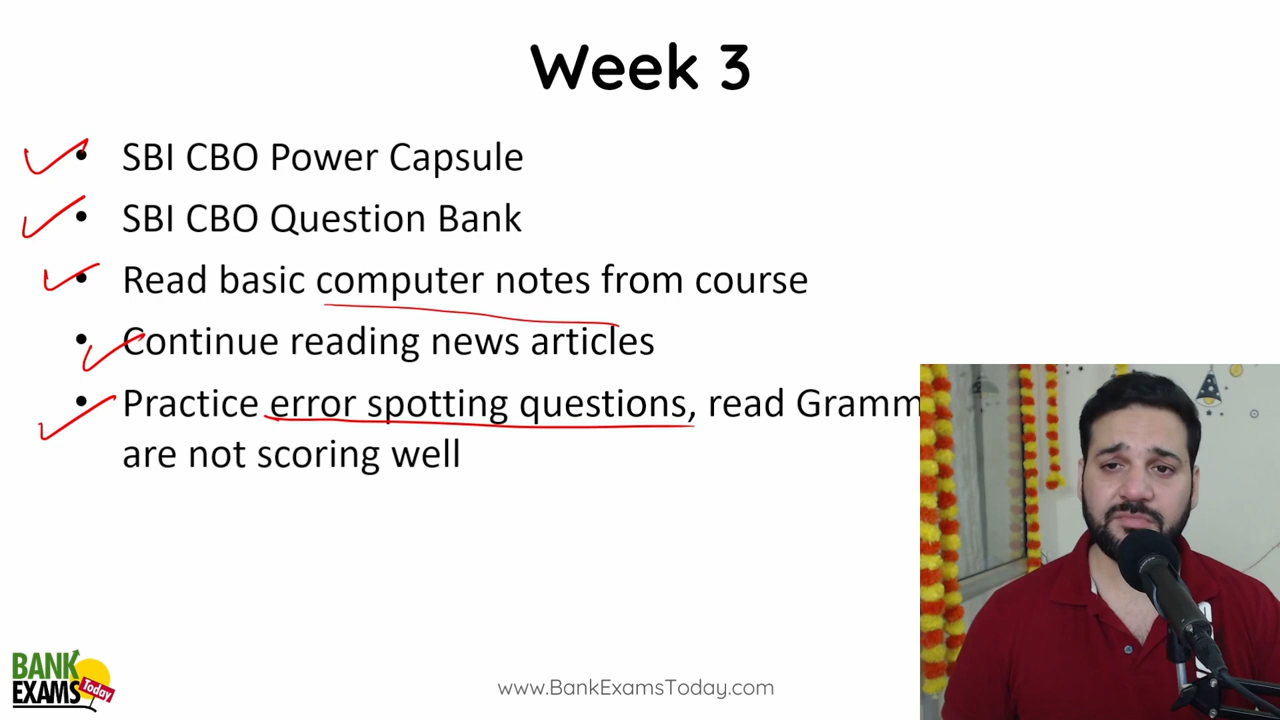 Week 3
• SBI CBO Power Capsule
• SBI CBO Question Bank
• Read basic computer notes from course
• Continue reading news articles
• Practice error spotting questions, read
are not scoring well
BANK
EXAMS
Today
www.BankExamsToday.com